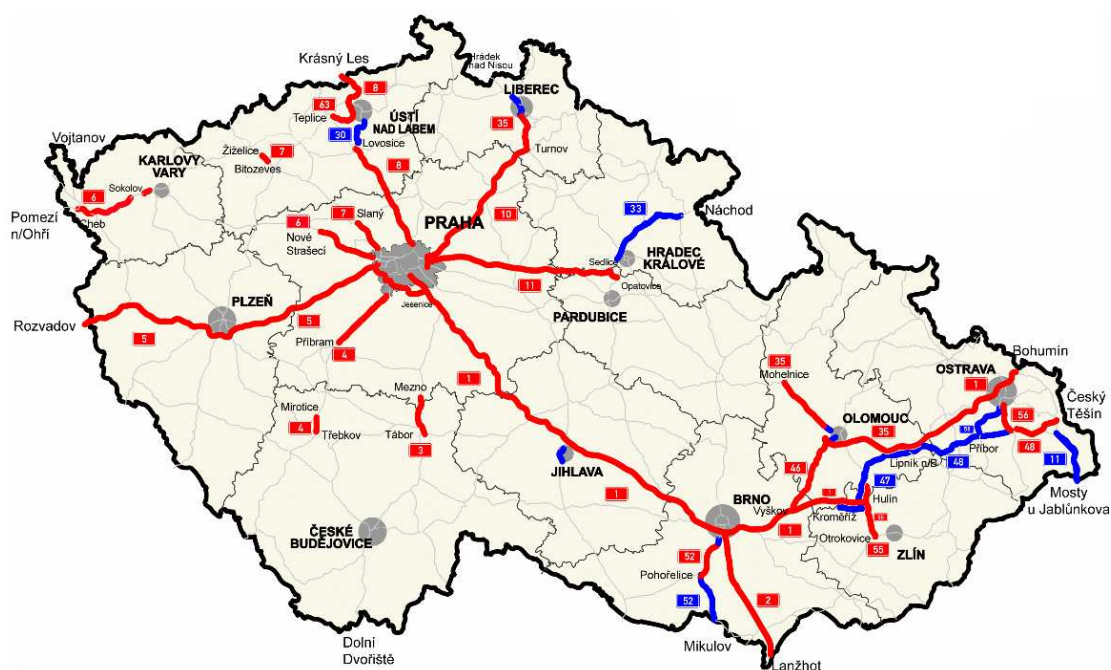 Krásný Les
Hrádek
nad Nisou
8
63
LIBEREC
Teplice
ÚSTÍ
NAD LABEM
35
30
Lovosice
Turnov
Vojtanov
Žiželice
7
Bitozeves
8
KARLOVY
VARY
Sokolov
6
Cheb
Pomezí
n/Ohří
7
Slaný
6
Nové
Strašecí
PRAHA
10
33
Náchod
HRADEC
KRÁLOVÉ
Sedlice
Opatovice
11
PARDUBICE
Jesenice
PLZEŇ
Rozvadov
5
5
Příbram
4
1
Mezno
Mirotice
4
Třebkov
Tábor
3
35
Mohelnice
Bohumín
OSTRAVA
1
Český
Těšín
56
OLOMOUC
35
Příbor
48
Lipník n/B
48
11
46
47
Mosty
u Jablůnkova
JIHLAVA
1
BRNO
Vyškov
1
Hulín
Kroměříž
1
Otrokovice
55
55
ZLÍN
ČESKÉ
BUDĚJOVICE
52
Pohořelice
52
2
Mikulov
Dolní
Dvořiště
Lanžhot